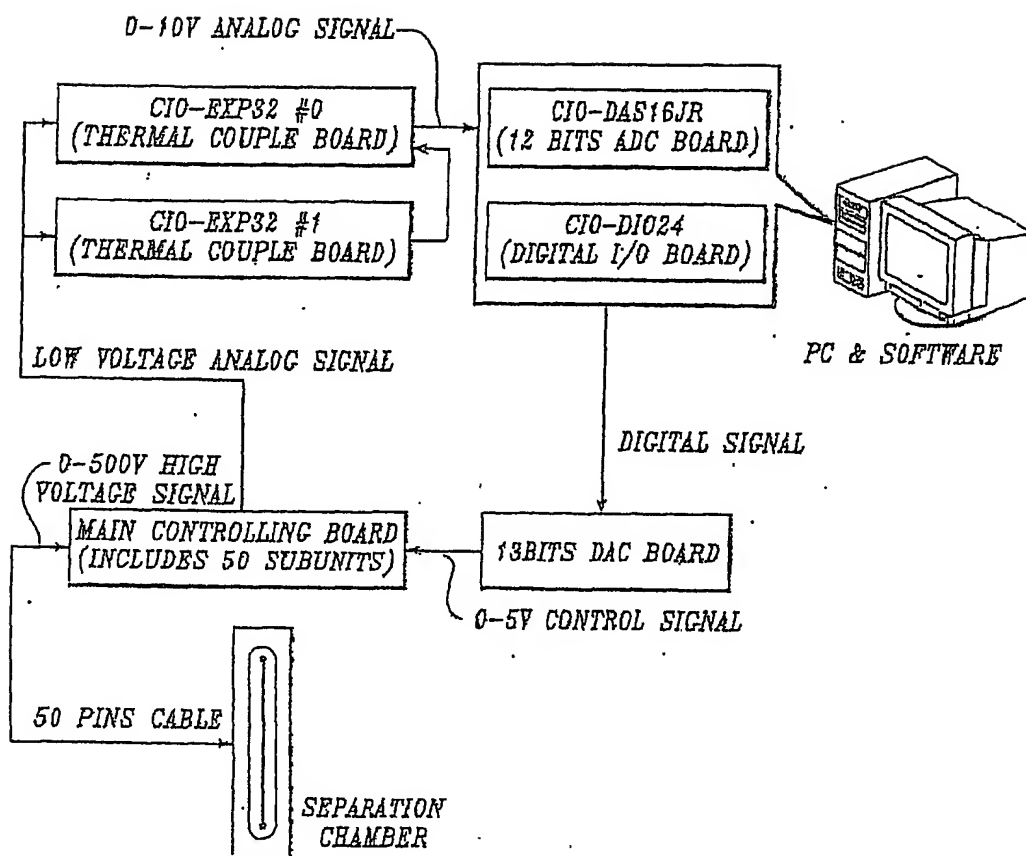 0-10V ANALOG SIGNAL
CIO-EXP32 #0
(THERMAL COUPLE BOARD)
CIO-DAS16JR
(12 BITS ADC BOARD)
CIO-EXP32 #1
(THERMAL COUPLE BOARD)
CIO-DIO24
(DIGITAL I/O BOARD)
PC & SOFTWARE
LOW VOLTAGE ANALOG SIGNAL
DIGITAL SIGNAL
0-500V HIGH
VOLTAGE SIGNAL
MAIN CONTROLLING BOARD
(INCLUDES 50 SUBUNITS)
13BITS DAC BOARD
0-5V CONTROL SIGNAL
50 PINS CABLE
SEPARATION
CHAMBER